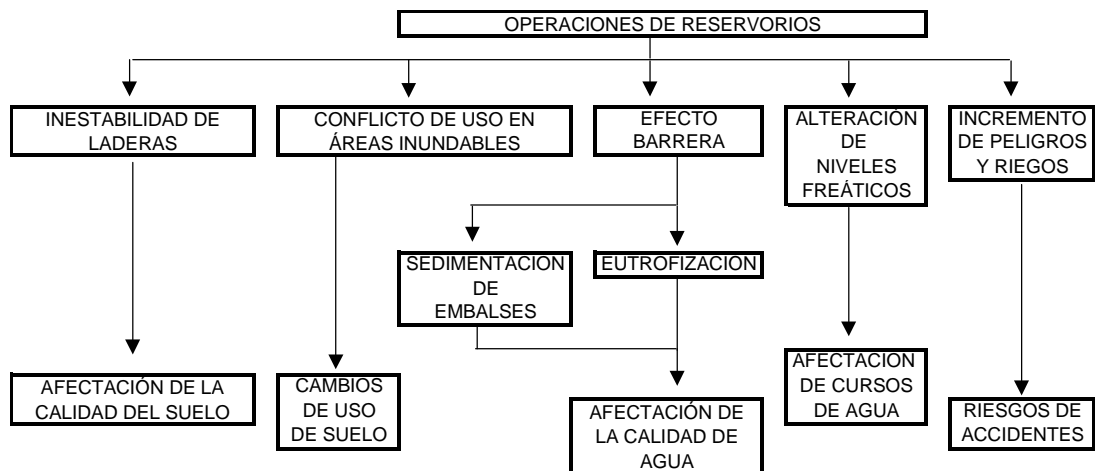 OPERACIONES DE RESERVORIOS
INESTABILIDAD DE
LADERAS
CONFLICTO DE USO EN
ÁREAS INUNDABLES
EFECTO
BARRERA
ALTERACIÓN
DE
NIVELES
FREÁTICOS
INCREMENTO
DE PELIGROS
Y RIEGOS
SEDIMENTACION
DE
EMBALSES
EUTROFIZACION
AFECTACIÓN DE LA
CALIDAD DEL SUELO
CAMBIOS
DE USO
DE SUELO
AFECTACIÓN DE
LA CALIDAD DE
AGUA
AFECTACION
DE CURSOS
DE AGUA
RIESGOS DE
ACCIDENTES